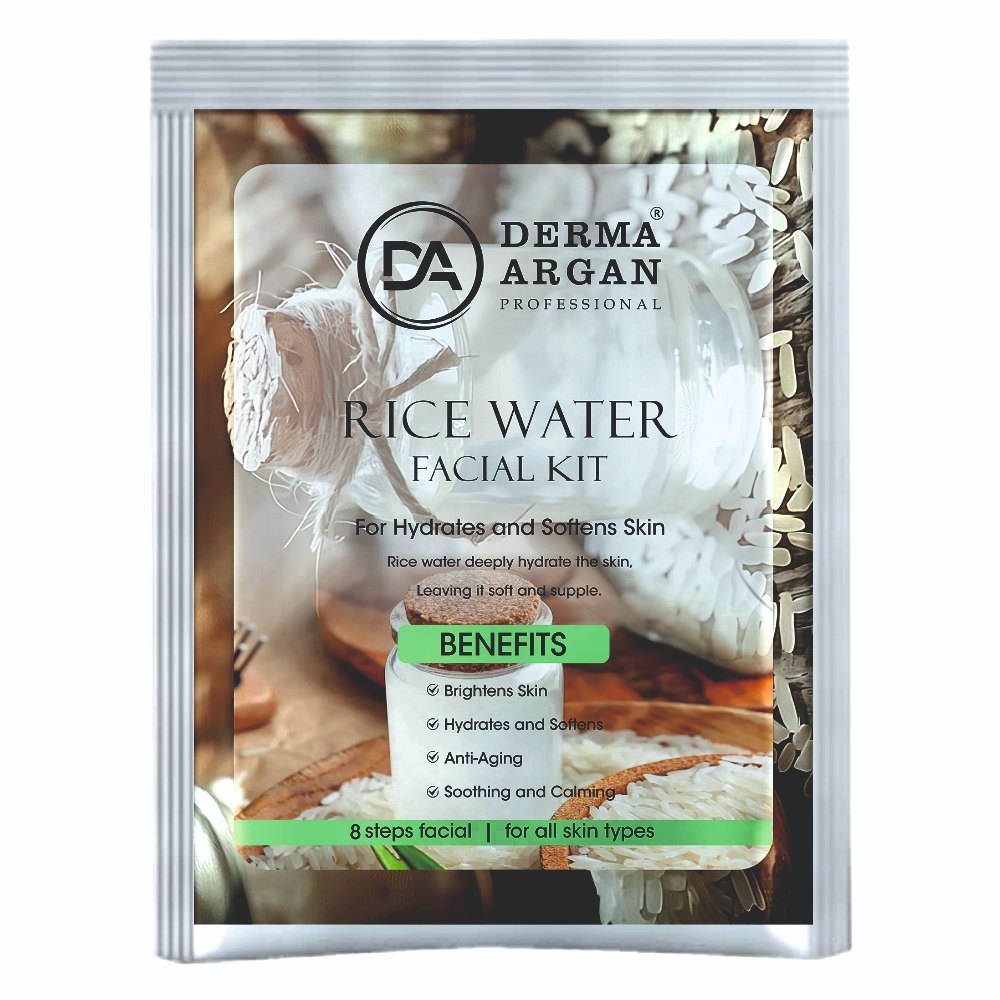 DA
DERMA®
ARGAN
PROFESSIONAL
RICE WATER
FACIAL KIT
For Hydrates and Softens Skin
Rice water deeply hydrate the skin,
Leaving it soft and supple.
BENEFITS
Brightens Skin
Hydrates and Softens
Anti-Aging
Soothing and Calming
8 steps facial | for all skin types